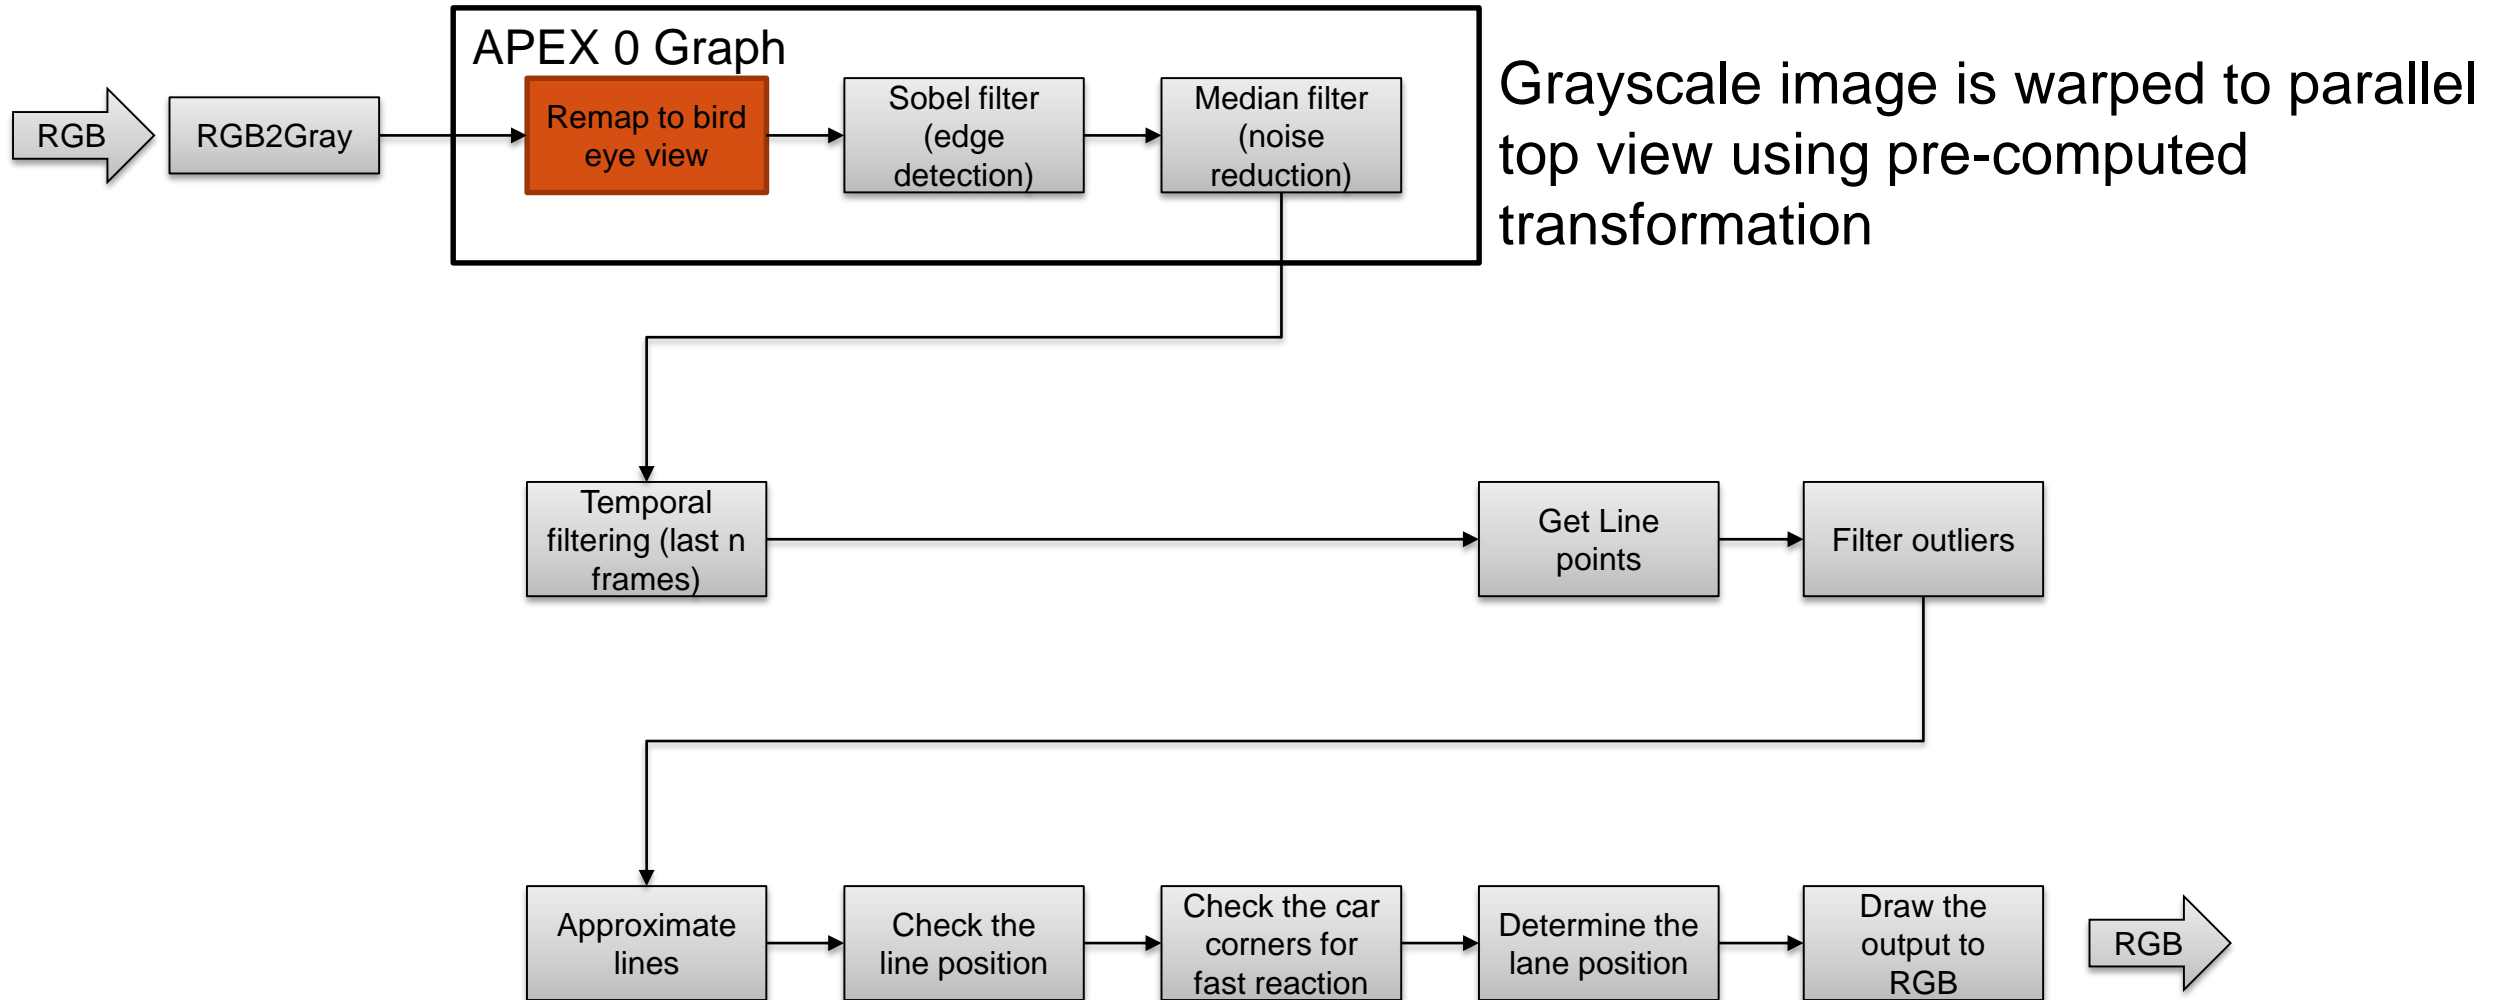 APEX 0 Graph
RGB
RGB2Gray
Remap to bird
eye view
Sobel filter
(edge
detection)
Median filter
(noise
reduction)
Grayscale image is warped to parallel
top view using pre-computed
transformation
Temporal
filtering (last n
frames)
Get Line
points
Filter outliers
Approximate
lines
Check the
line position
Check the car
corners for
fast reaction
Determine the
lane position
Draw the
output to
RGB
RGB